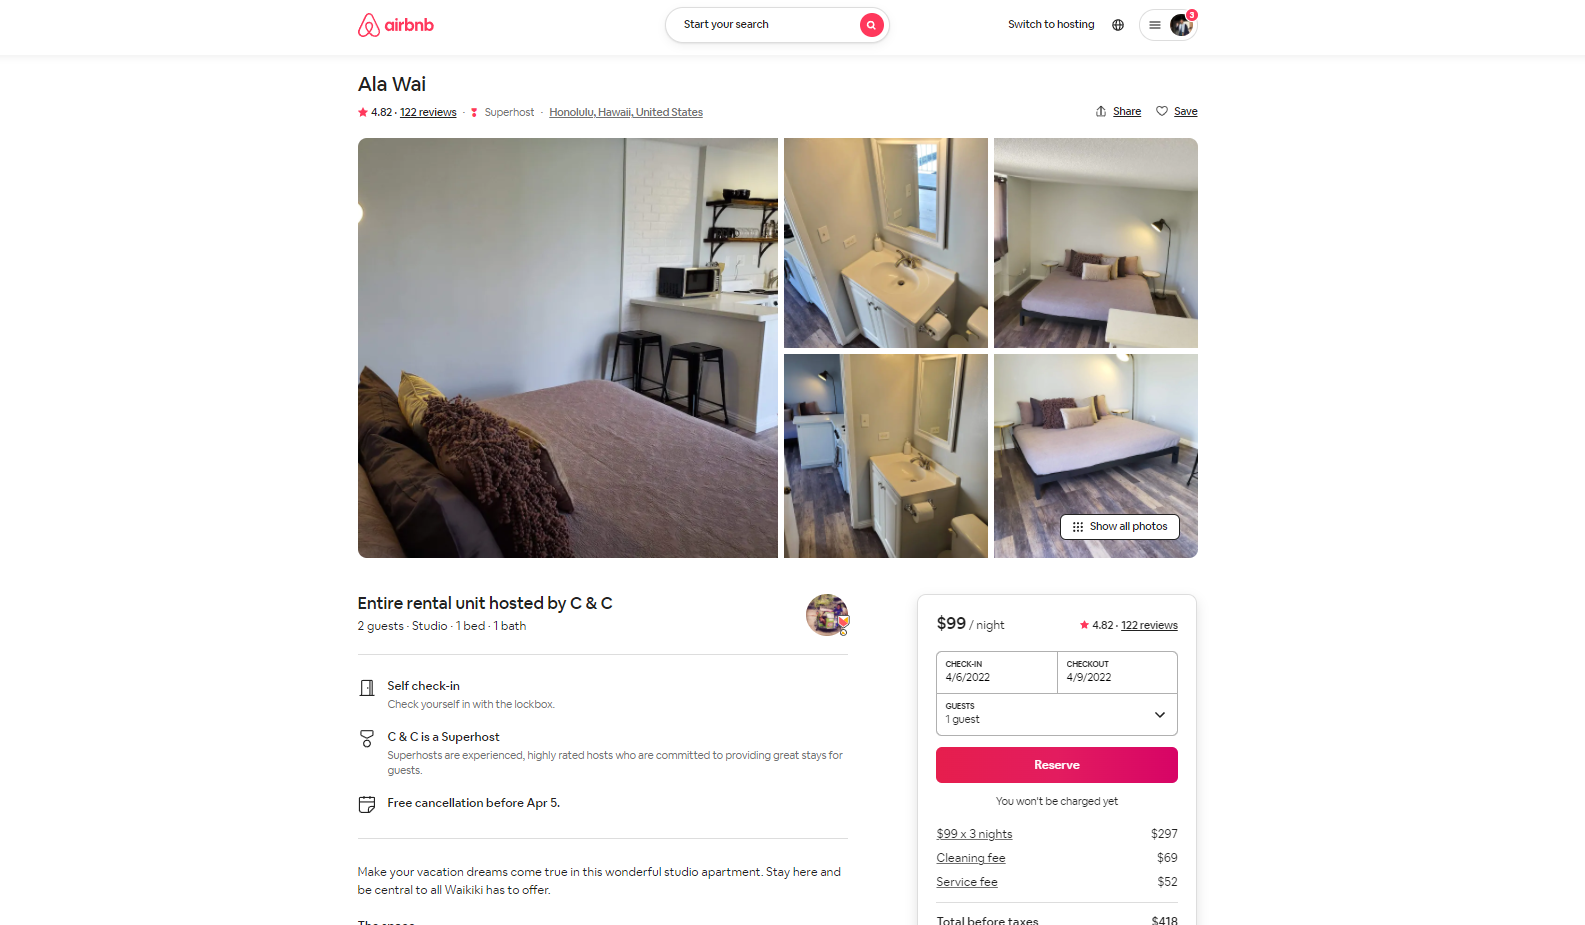 airbnb
Start your search
Switch to hosting
3
Ala Wai
4.82 · 122 reviews · Superhost · Honolulu, Hawaii, United States
Share
Save
Show all photos
Entire rental unit hosted by C & C
2 guests · Studio · 1 bed · 1 bath
Self check-in
Check yourself in with the lockbox.
C & C is a Superhost
Superhosts are experienced, highly rated hosts who are committed to providing great stays for
guests.
Free cancellation before Apr 5.
Make your vacation dreams come true in this wonderful studio apartment. Stay here and
be central to all Waikiki has to offer.
The space
$99 / night
4.82 · 122 reviews
CHECK-IN
4/6/2022
CHECKOUT
4/9/2022
GUESTS
1 guest
Reserve
You won't be charged yet
$99 x 3 nights $297
Cleaning fee $69
Service fee $52
Total before taxes $418